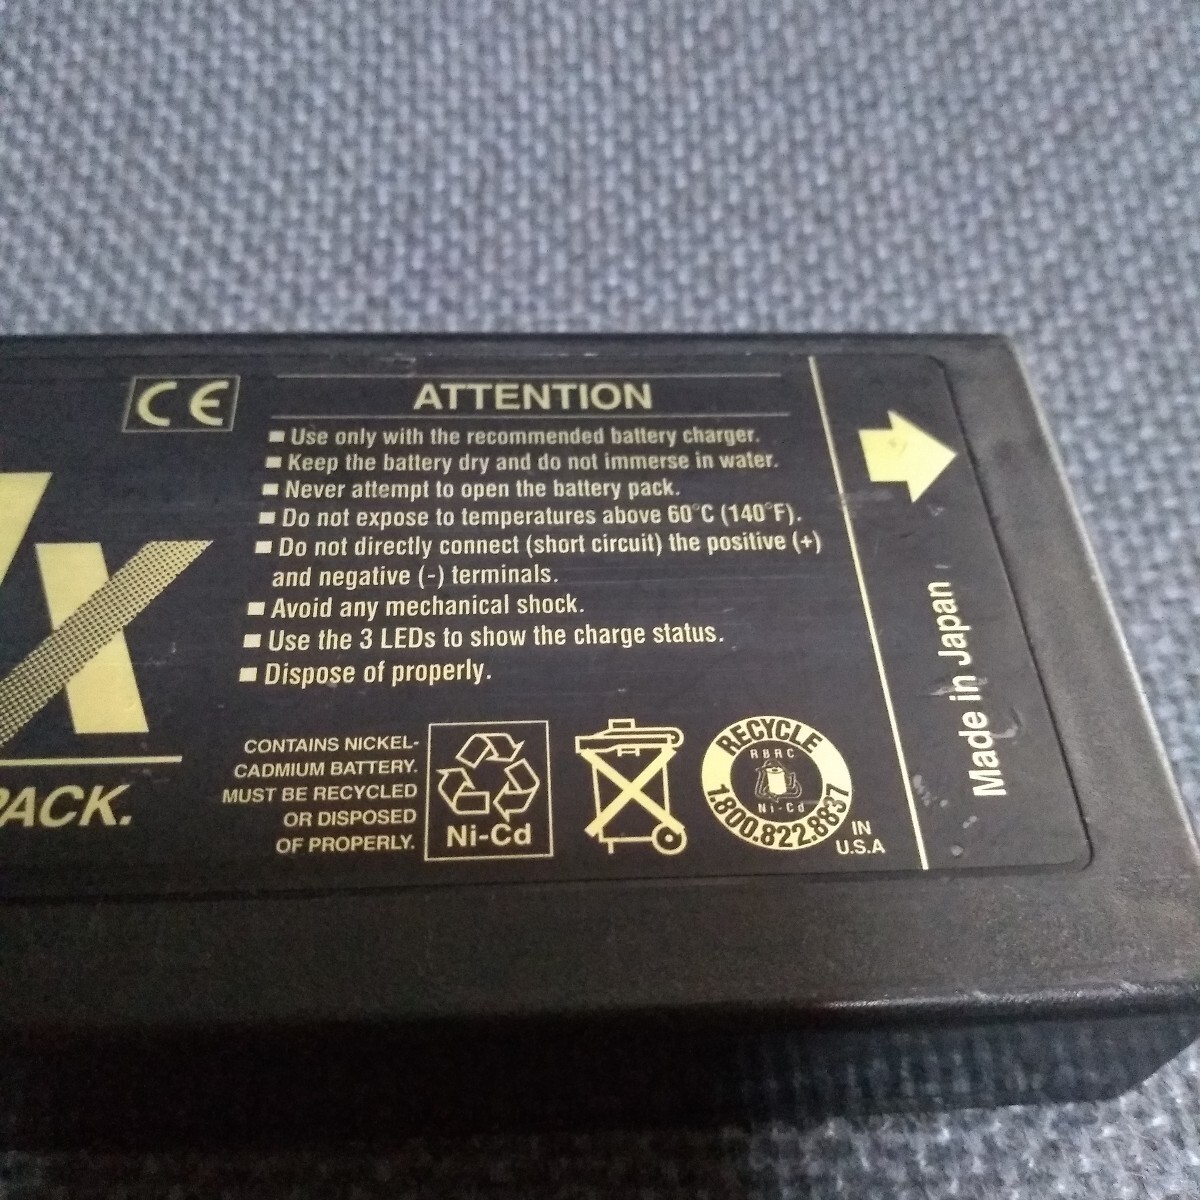 CE
ATTENTION
■ Use only with the recommended battery charger.
■ Keep the battery dry and do not immerse in water.
■ Never attempt to open the battery pack.
■ Do not expose to temperatures above 60°C (140°F).
■ Do not directly connect (short circuit) the positive (+)
and negative (-) terminals.
■ Avoid any mechanical shock.
■ Use the 3 LEDs to show the charge status.
■ Dispose of properly.
X
PACK.
CONTAINS NICKEL-
CADMIUM BATTERY.
MUST BE RECYCLED
OR DISPOSED
OF PROPERLY.
Ni-Cd
RECYCLE
RBRC
Ni-Cd
1.800.822.8837
IN
U.S.A
Made in Japan